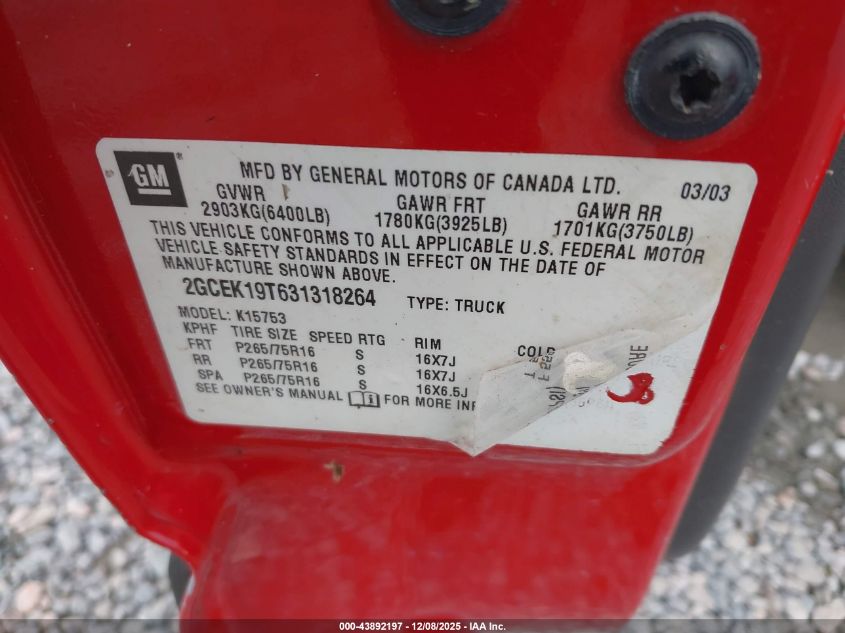 GM
MFD BY GENERAL MOTORS OF CANADA LTD. 03/03
GVWR GAWR FRT GAWR RR
2903KG(6400LB) 1780KG(3925LB) 1701KG(3750LB)
THIS VEHICLE CONFORMS TO ALL APPLICABLE U.S. FEDERAL MOTOR
VEHICLE SAFETY STANDARDS IN EFFECT ON THE DATE OF
MANUFACTURE SHOWN ABOVE.
2GCEK19T631318264 TYPE: TRUCK
MODEL: K15753
KPHF TIRE SIZE SPEED RTG RIM COLD
FRT P265/75R16 S 16X7J
RR P265/75R16 S 16X7J
SPA P265/75R16 S 16X6.5J
SEE OWNER'S MANUAL FOR MORE INF
000-43892197 - 12/08/2025 - IAA Inc.